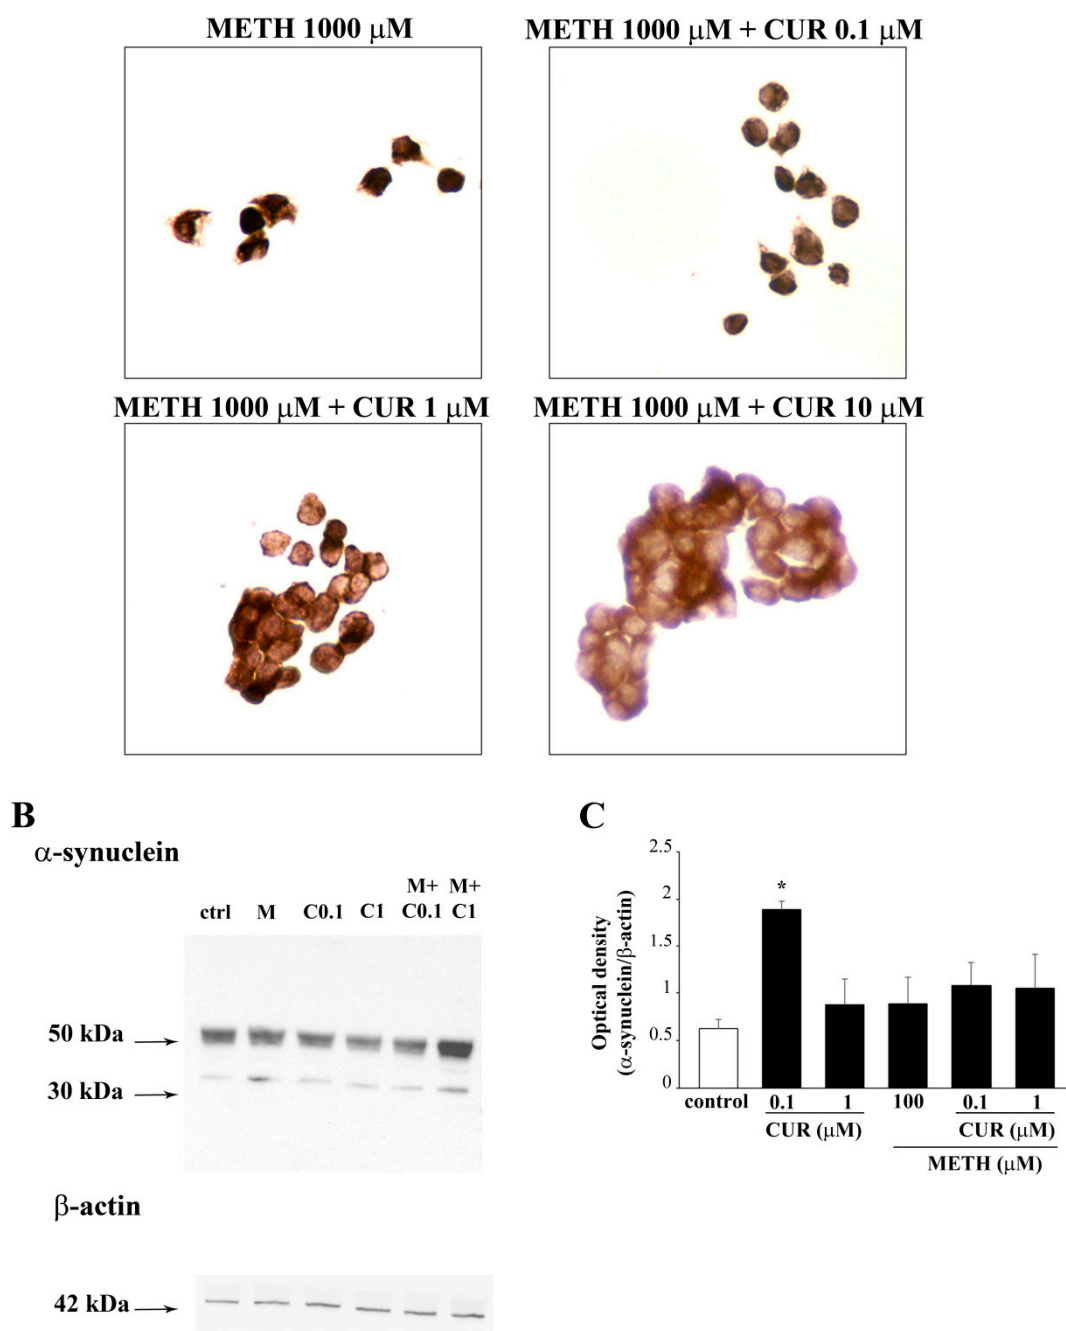 METH 1000 μM
METH 1000 μM + CUR 0.1 μM
METH 1000 μM + CUR 1 μM
METH 1000 μM + CUR 10 μM
B
α-synuclein
ctrl M C0.1 C1 M+ C0.1 M+ C1
50 kDa
30 kDa
β-actin
42 kDa
C
Optical density
(α-synuclein/β-actin)
2.5
2
1.5
1
0.5
0
*
control 0.1 1 100 0.1 1
CUR (μM) CUR (μM)
METH (μM)